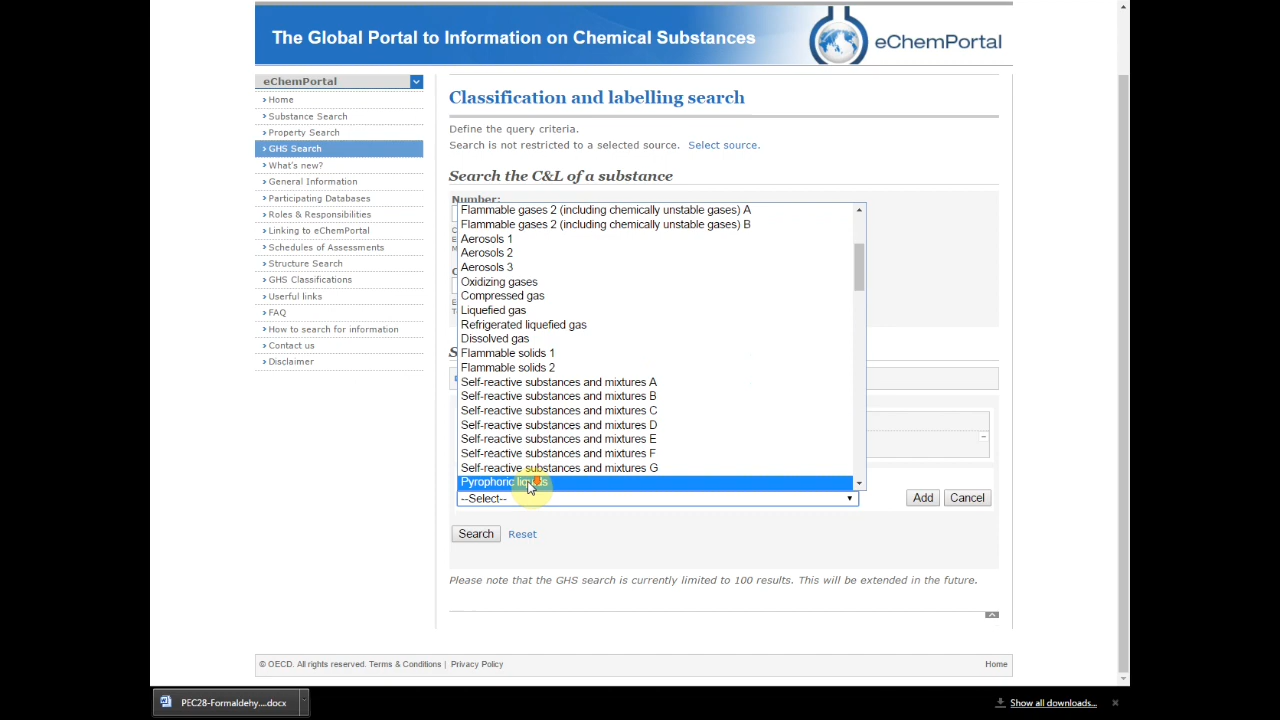 The Global Portal to Information on Chemical Substances
eChemPortal
eChemPortal
Home
Substance Search
Property Search
GHS Search
What's new?
General Information
Participating Databases
Roles & Responsibilities
Linking to eChemPortal
Schedules of Assessments
Structure Search
GHS Classifications
Useful links
FAQ
How to search for information
Contact us
Disclaimer
Classification and labelling search
Define the query criteria.
Search is not restricted to a selected source. Select source.
Search the C&L of a substance
Number:
Flammable gases 2 (including chemically unstable gases) A
Flammable gases 2 (including chemically unstable gases) B
Aerosols 1
Aerosols 2
Aerosols 3
Oxidizing gases
Compressed gas
Liquefied gas
Refrigerated liquefied gas
Dissolved gas
Flammable solids 1
Flammable solids 2
Self-reactive substances and mixtures A
Self-reactive substances and mixtures B
Self-reactive substances and mixtures C
Self-reactive substances and mixtures D
Self-reactive substances and mixtures E
Self-reactive substances and mixtures F
Self-reactive substances and mixtures G
Pyrophoric liquids
--Select--
Add Cancel
Search Reset
Please note that the GHS search is currently limited to 100 results. This will be extended in the future.
© OECD. All rights reserved. Terms & Conditions | Privacy Policy
Home
PEC28-Formaldehy....docx
Show all downloads...